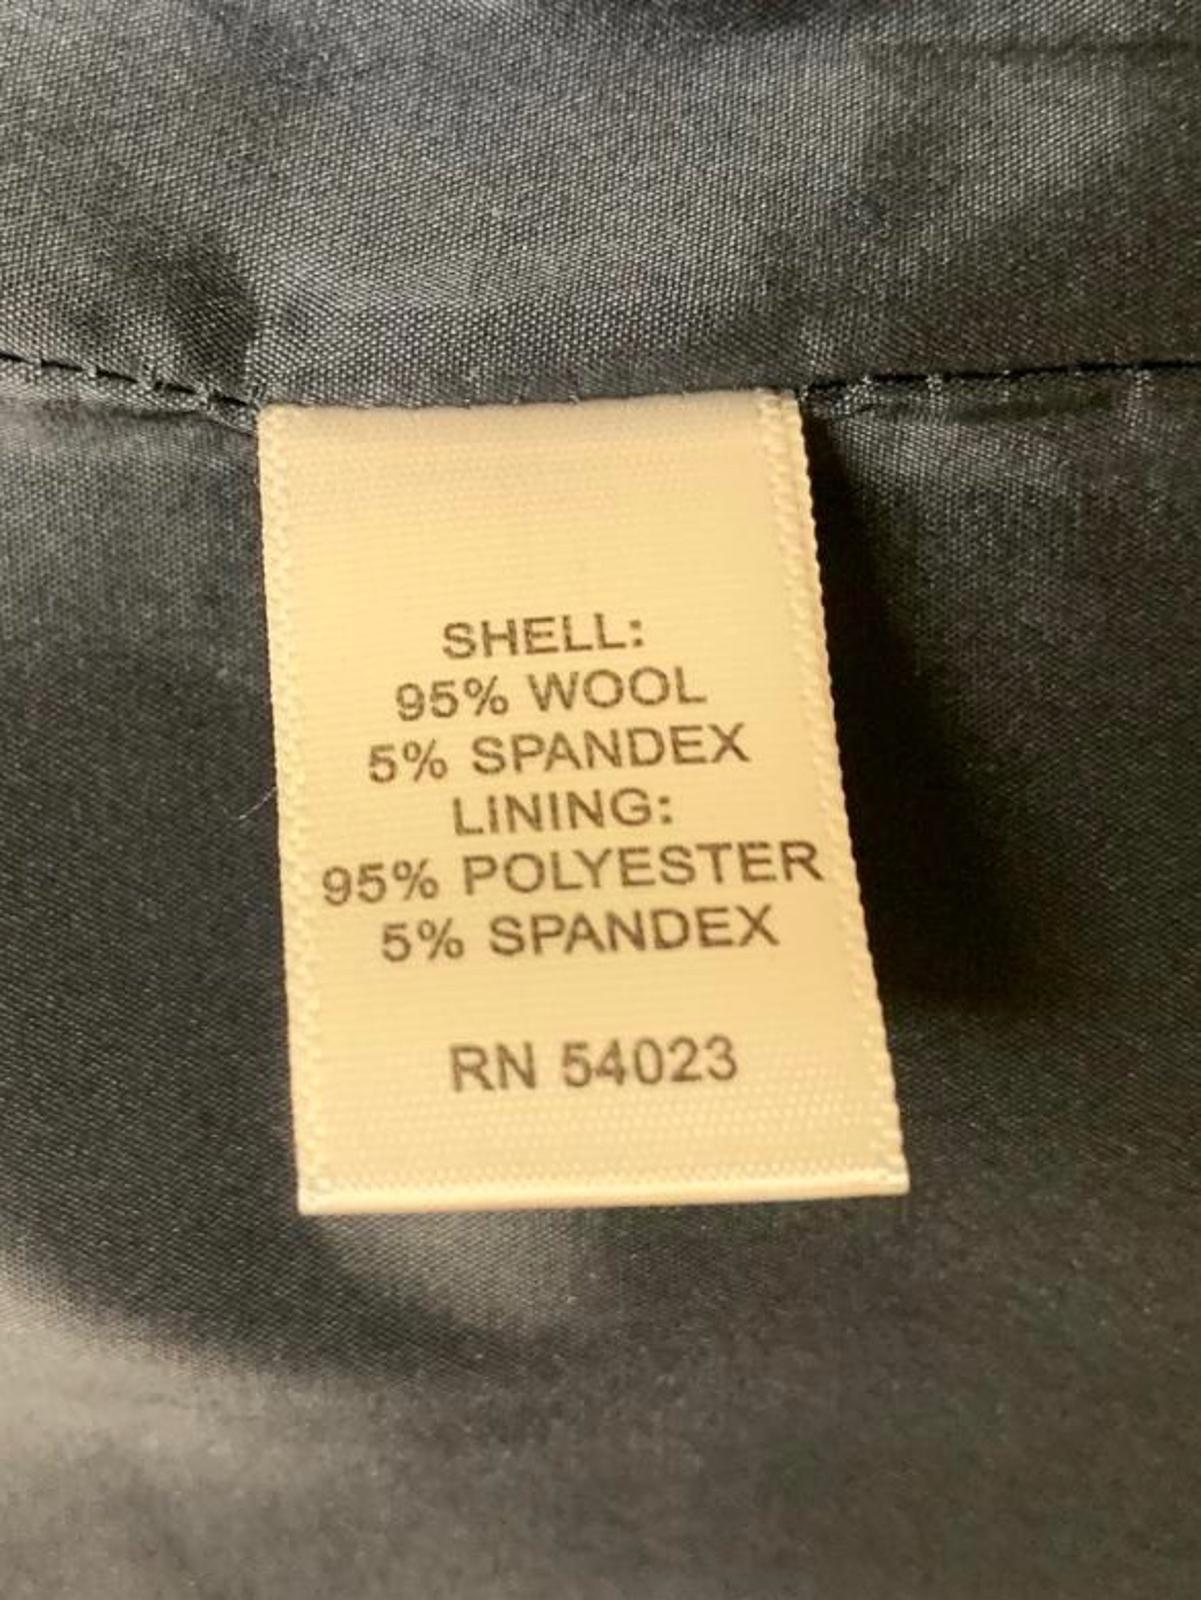 SHELL:
95% WOOL
5% SPANDEX
LINING:
95% POLYESTER
5% SPANDEX
RN 54023